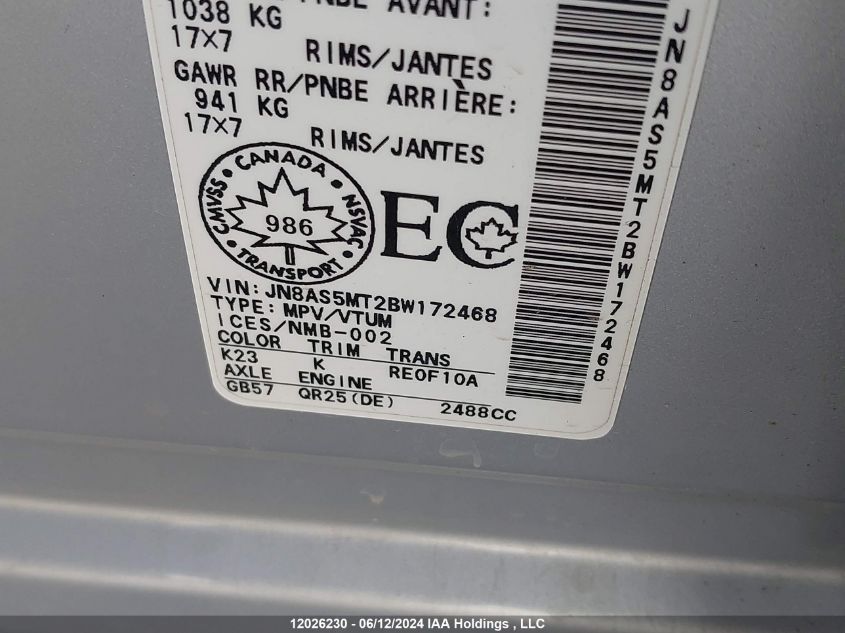 /PNBE AVANT:
1038 KG
17X7 RIMS/JANTES
GAWR RR/PNBE ARRIÈRE:
941 KG
17X7 RIMS/JANTES
CANADA
CMVSS NSVAC
986
TRANSPORT
EC
VIN: JN8AS5MT2BW172468
TYPE: MPV/VTUM
ICES/NMB-002
COLOR TRIM TRANS
K23 K RE0F10A
AXLE ENGINE
GB57 QR25(DE) 2488CC
JN8AS5MT2BW172468
12026230 - 06/12/2024 IAA Holdings , LLC